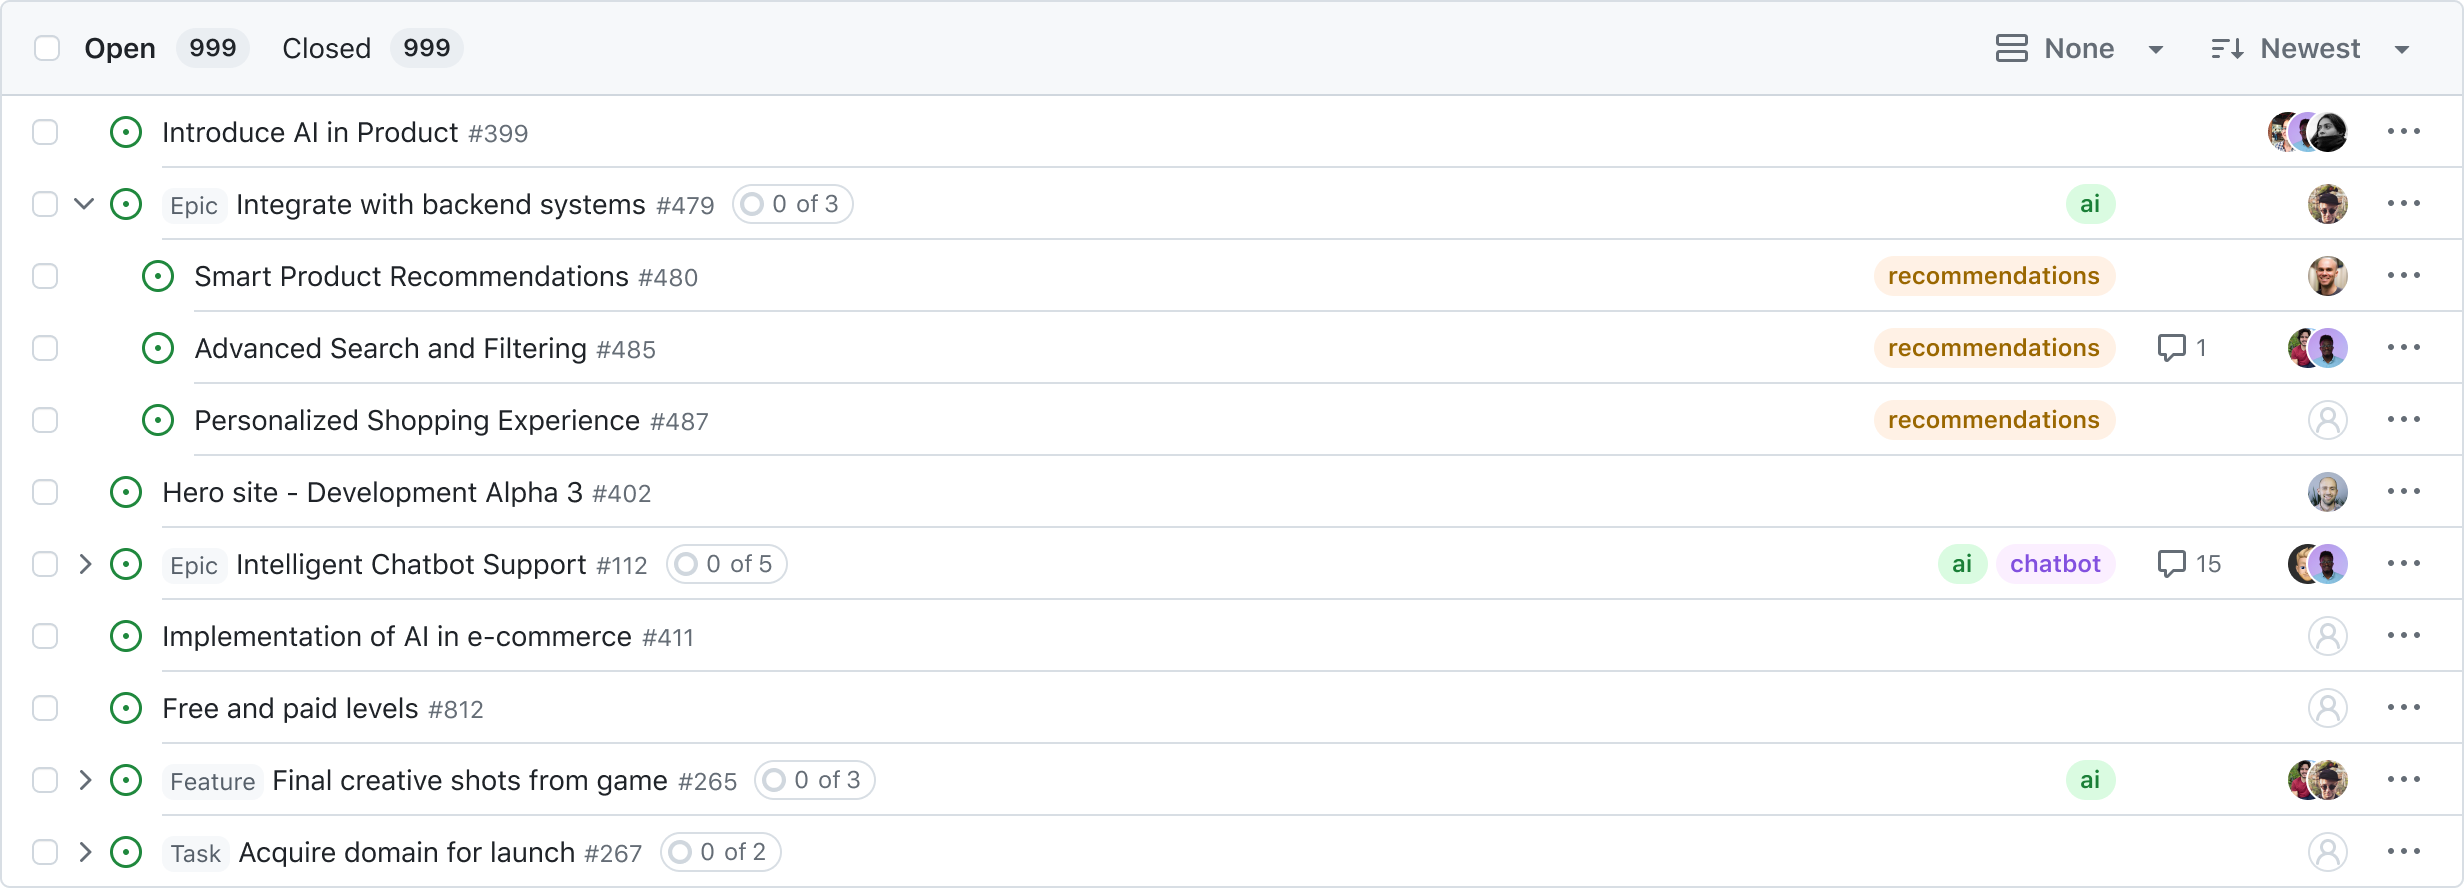 Open 999 Closed 999 None Newest
Introduce AI in Product #399
Epic Integrate with backend systems #479 0 of 3 ai
Smart Product Recommendations #480 recommendations
Advanced Search and Filtering #485 recommendations 1
Personalized Shopping Experience #487 recommendations
Hero site - Development Alpha 3 #402
Epic Intelligent Chatbot Support #112 0 of 5 ai chatbot 15
Implementation of AI in e-commerce #411
Free and paid levels #812
Feature Final creative shots from game #265 0 of 3 ai
Task Acquire domain for launch #267 0 of 2